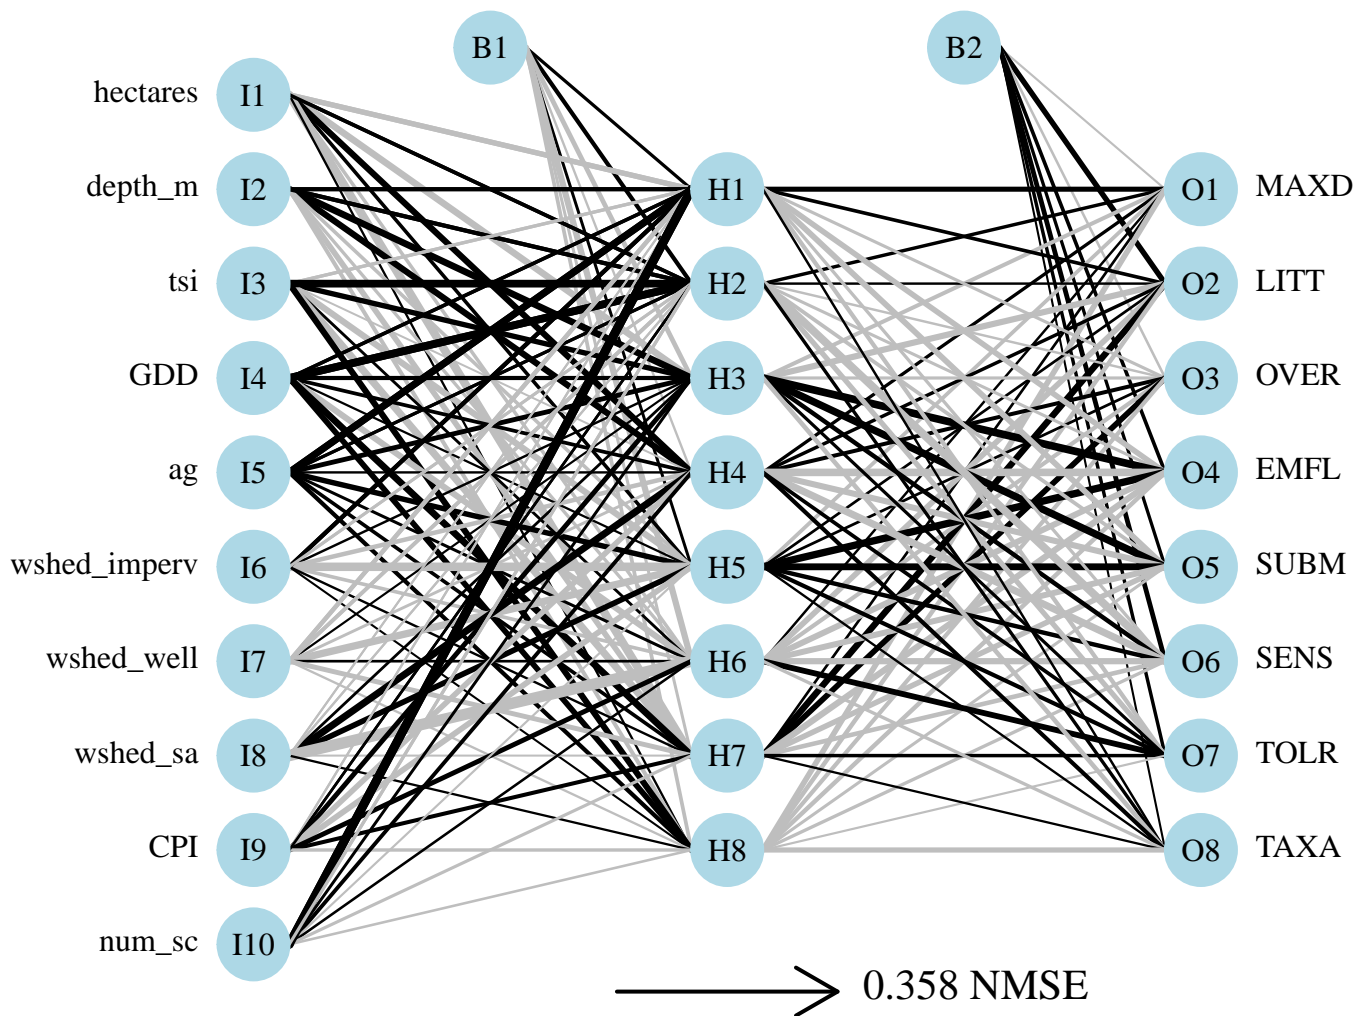 B1 B2
hectares I1
depth_m I2 H1 O1 MAXD
tsi I3 H2 O2 LITT
GDD I4 H3 O3 OVER
ag I5 H4 O4 EMFL
wshed_imperv I6 H5 O5 SUBM
wshed_well I7 H6 O6 SENS
wshed_sa I8 H7 O7 TOLR
CPI I9 H8 O8 TAXA
num_sc I10
0.358 NMSE